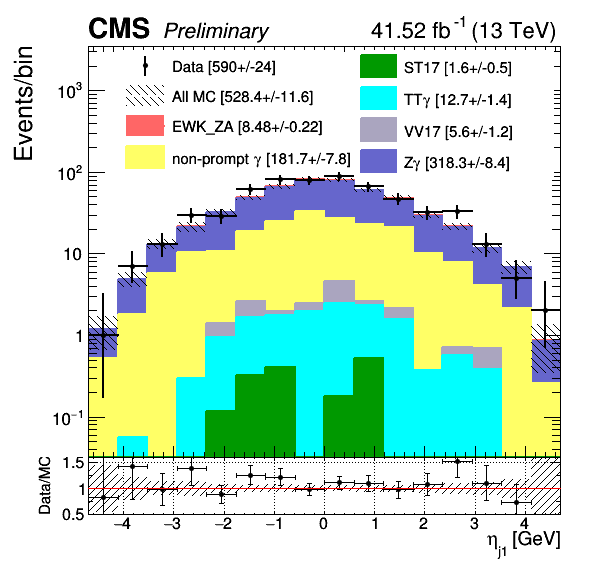 CMS Preliminary 41.52 fb⁻¹ (13 TeV)
Events/bin
Data [590+/-24]
All MC [528.4+/-11.6]
EWK_ZA [8.48+/-0.22]
non-prompt γ [181.7+/-7.8]
ST17 [1.6+/-0.5]
TTγ [12.7+/-1.4]
VV17 [5.6+/-1.2]
Zγ [318.3+/-8.4]
10³
10²
10
1
10⁻¹
Data/MC
1.5
1
0.5
−4 −3 −2 −1 0 1 2 3 4
η_j1 [GeV]